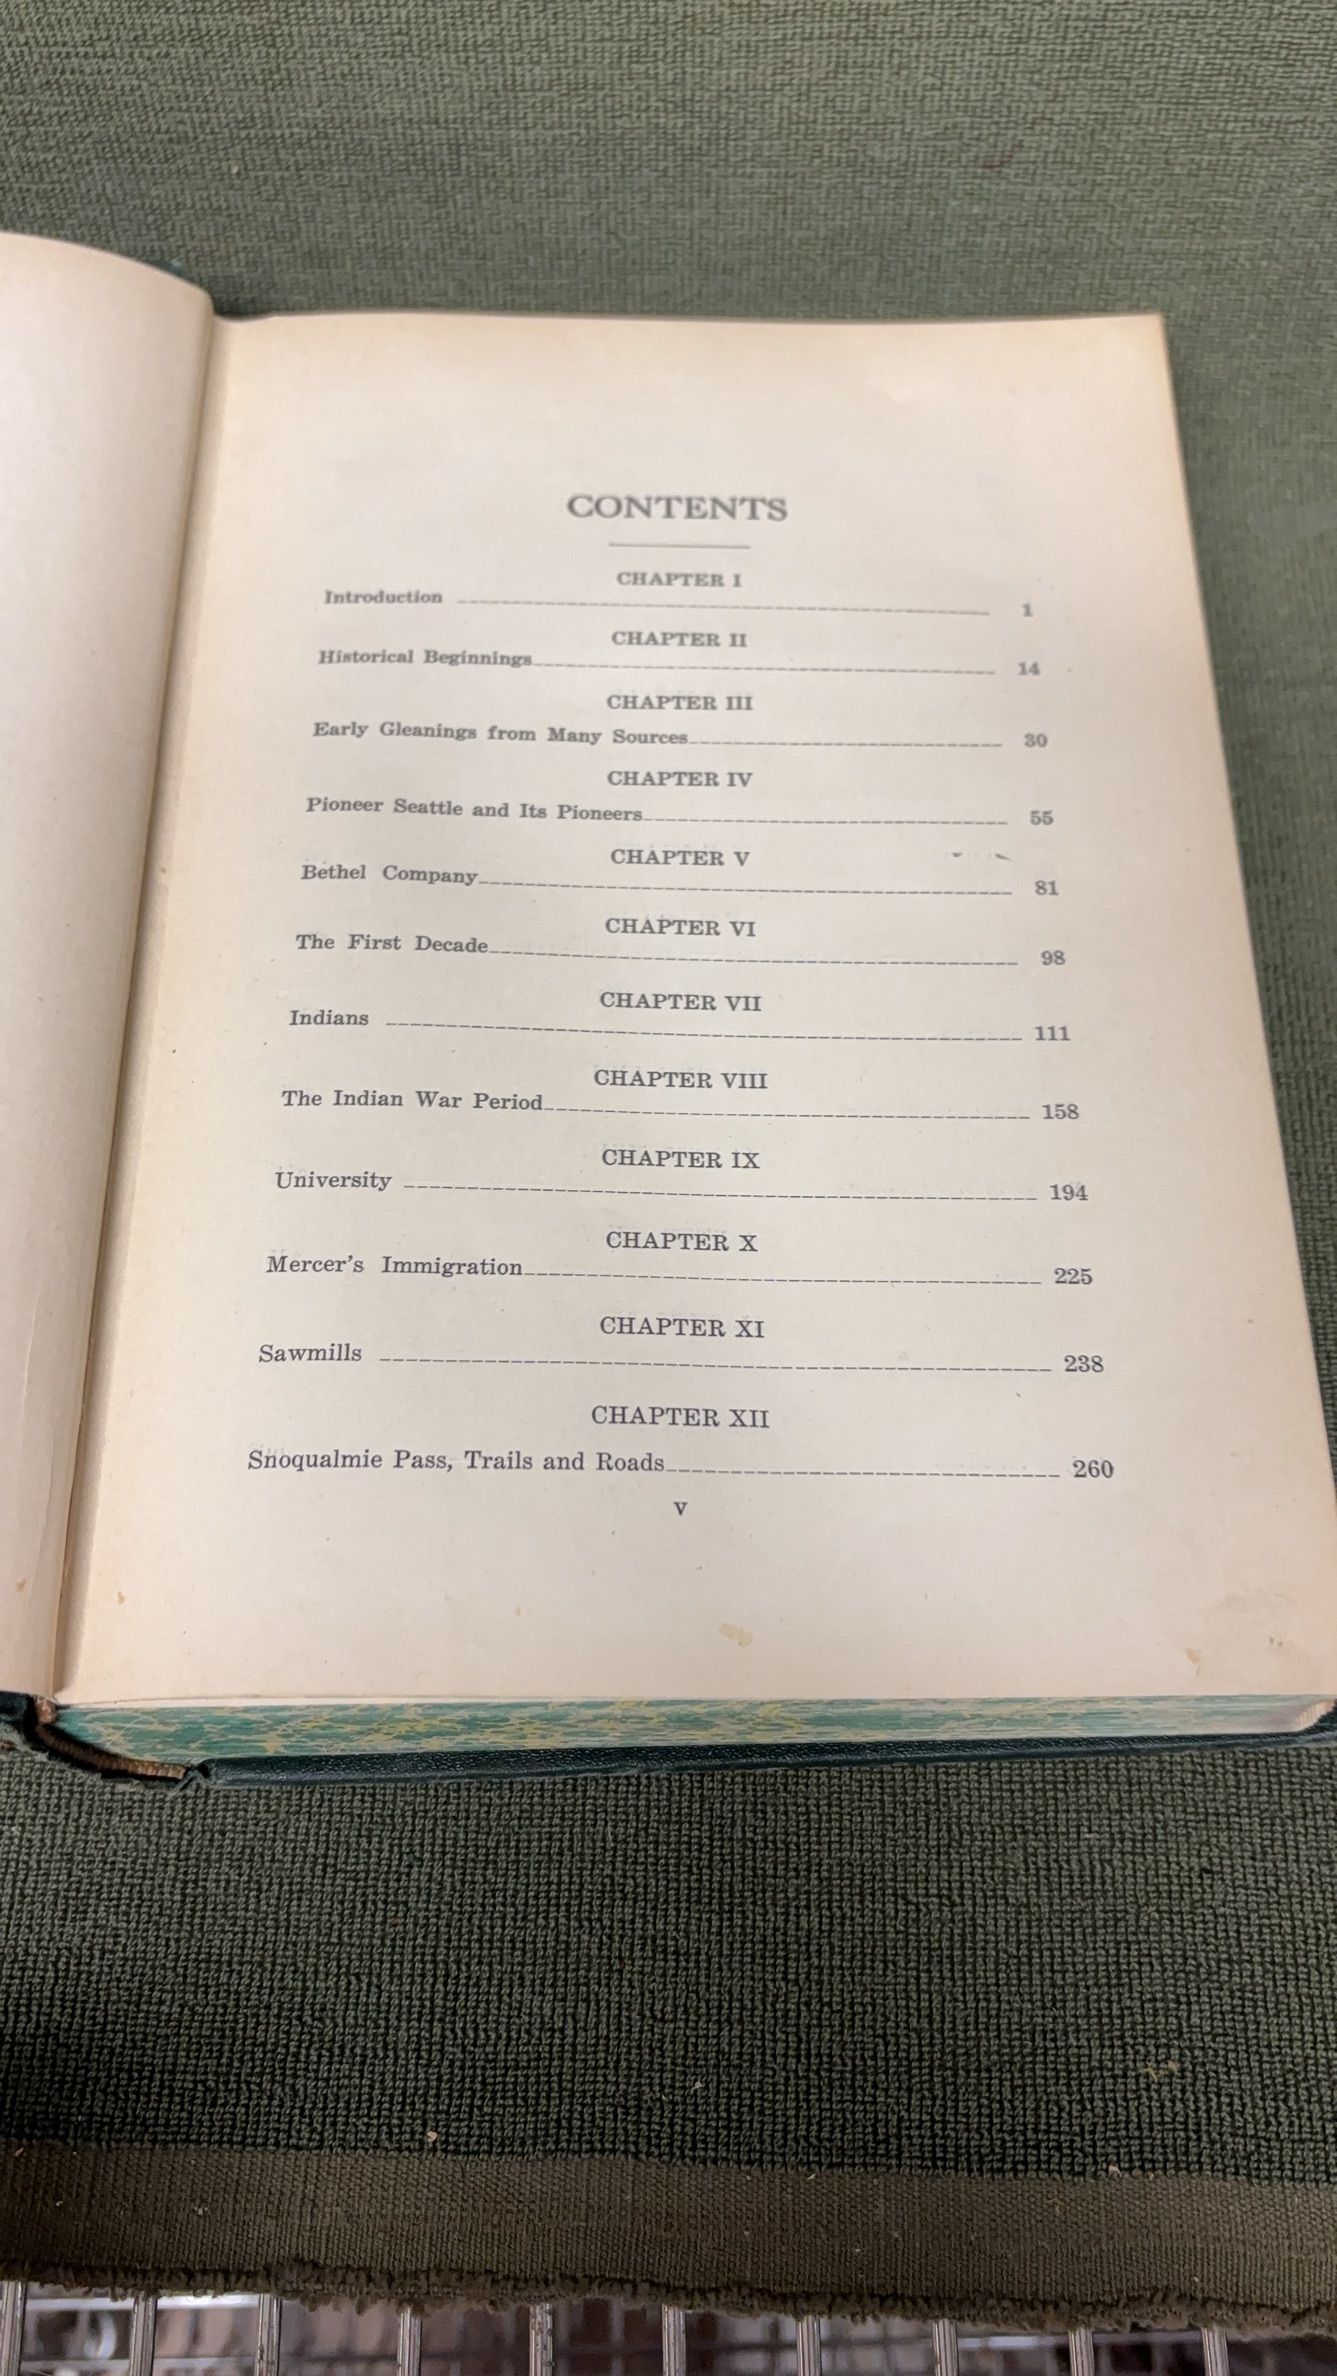 CONTENTS
CHAPTER I
Introduction 1
CHAPTER II
Historical Beginnings 14
CHAPTER III
Early Gleanings from Many Sources 30
CHAPTER IV
Pioneer Seattle and Its Pioneers 55
CHAPTER V
Bethel Company 81
CHAPTER VI
The First Decade 98
CHAPTER VII
Indians 111
CHAPTER VIII
The Indian War Period 158
CHAPTER IX
University 194
CHAPTER X
Mercer's Immigration 225
CHAPTER XI
Sawmills 238
CHAPTER XII
Snoqualmie Pass, Trails and Roads 260
v